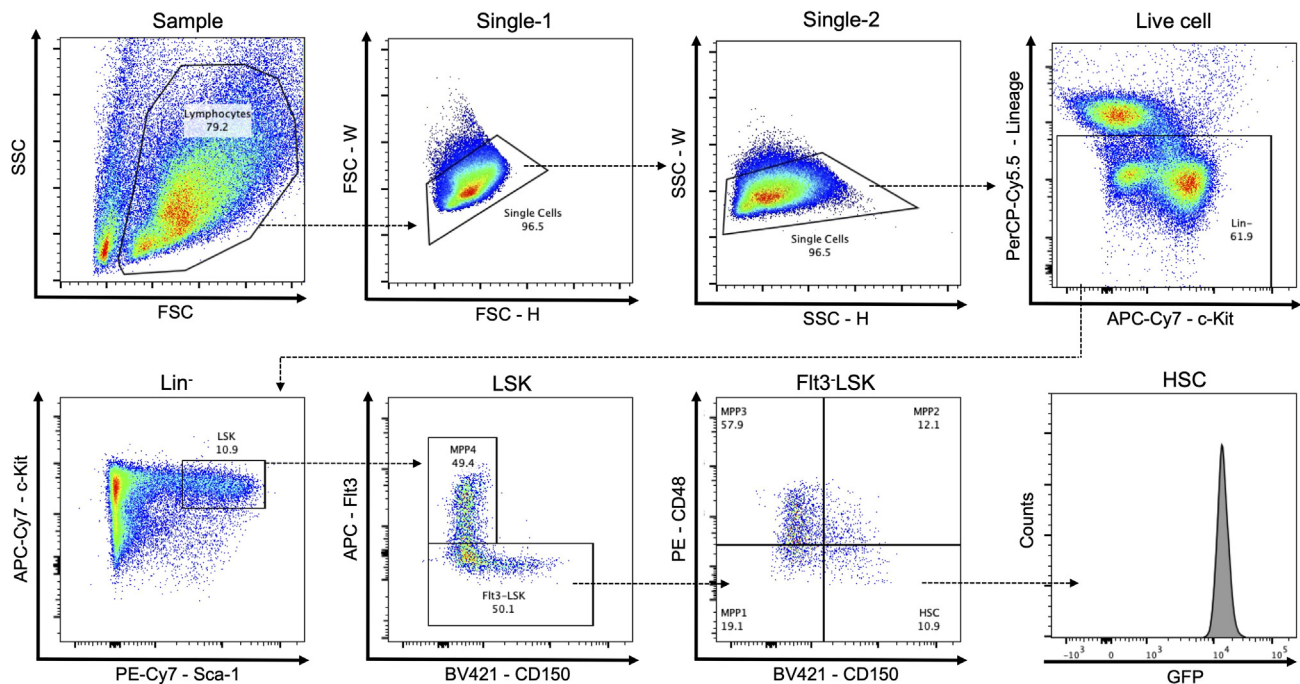 Sample
Single-1
Single-2
Live cell
SSC
Lymphocytes
79.2
FSC
FSC - W
Single Cells
96.5
FSC - H
SSC - W
Single Cells
96.5
SSC - H
PerCP-Cy5.5 - Lineage
Lin-
61.9
APC-Cy7 - c-Kit
Lin-
LSK
Flt3-LSK
HSC
APC-Cy7 - c-Kit
LSK
10.9
PE-Cy7 - Sca-1
APC - Flt3
MPP4
49.4
Flt3-LSK
50.1
BV421 - CD150
PE - CD48
MPP3
57.9
MPP2
12.1
MPP1
19.1
HSC
10.9
BV421 - CD150
Counts
-10³ 0 10³ 10⁴ 10⁵
GFP